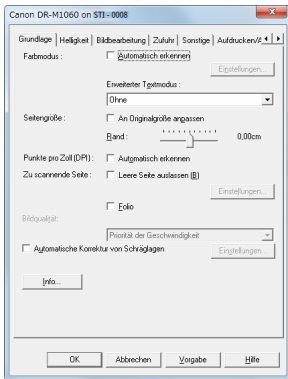 Canon DR-M1060 on STI - 0008
Grundlage Helligkeit Bildbearbeitung Zufuhr Sonstige Aufdrucken/A
Farbmodus : Automatisch erkennen
Einstellungen...
Erweiterter Textmodus :
Ohne
Seitengröße : An Originalgröße anpassen
Rand : 0,00cm
Punkte pro Zoll (DPI) : Automatisch erkennen
Zu scannende Seite : Leere Seite auslassen (B)
Einstellungen...
Folio
Bildqualität:
Priorität der Geschwindigkeit
Automatische Korrektur von Schräglagen Einstellungen...
Info...
OK Abbrechen Vorgabe Hilfe